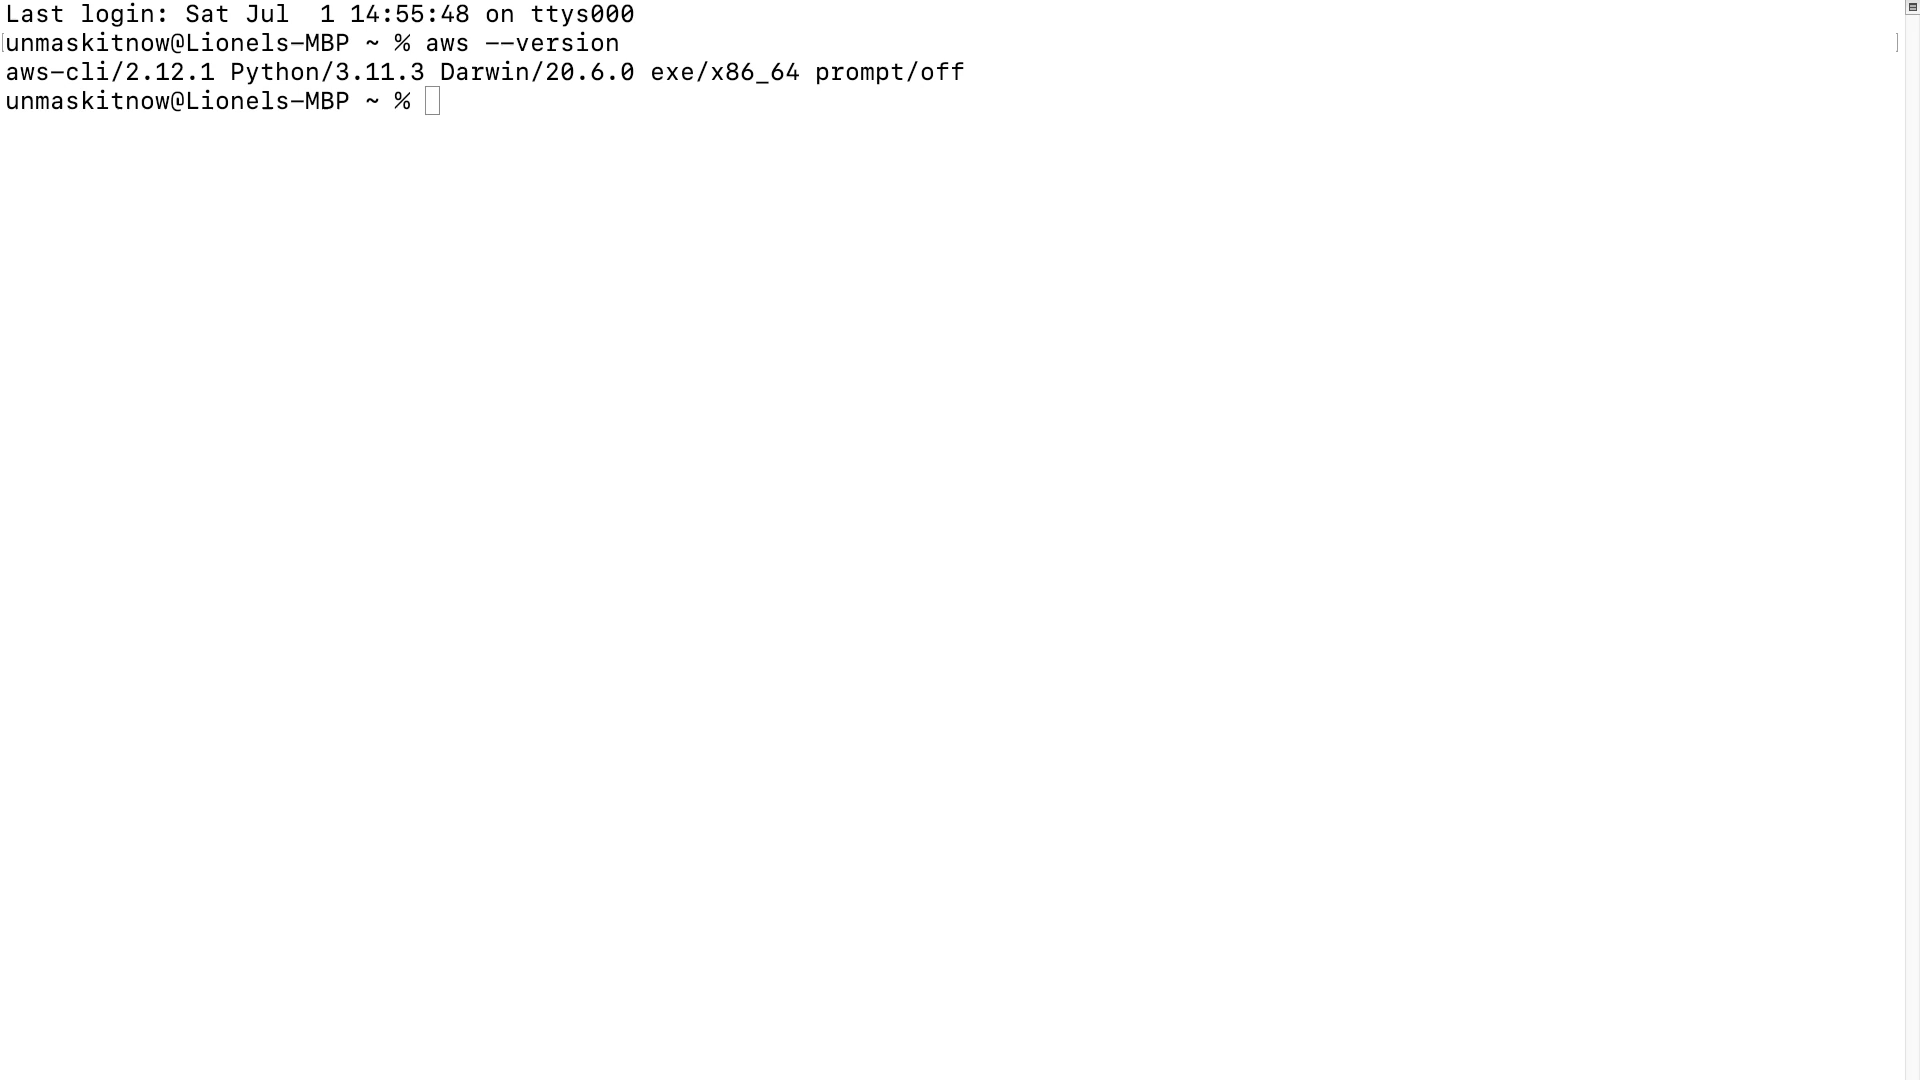 Last login: Sat Jul  1 14:55:48 on ttys000
[unmaskitnow@Lionels-MBP ~ % aws --version ]
aws-cli/2.12.1 Python/3.11.3 Darwin/20.6.0 exe/x86_64 prompt/off
unmaskitnow@Lionels-MBP ~ %